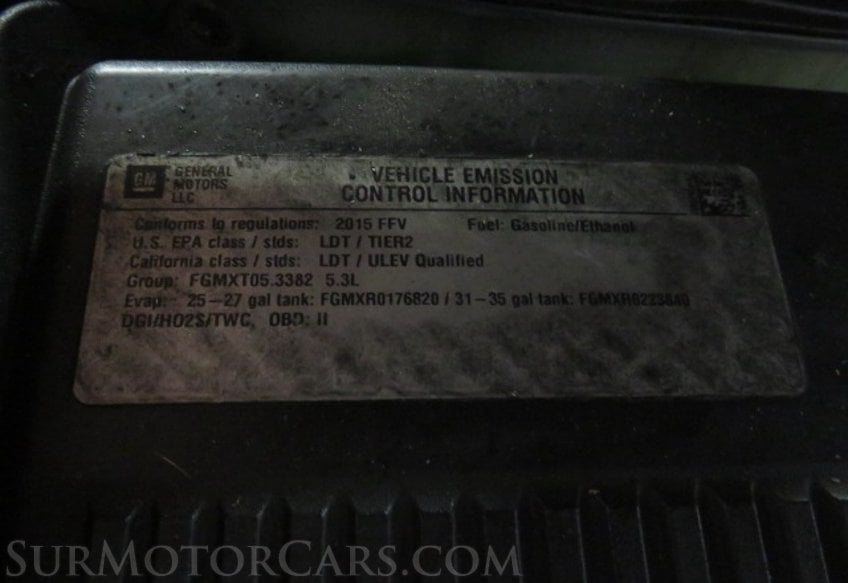 GM
GENERAL
MOTORS
LLC
VEHICLE EMISSION
CONTROL INFORMATION
Conforms to regulations: 2015 FFV Fuel: Gasoline/Ethanol
U.S. EPA class / stds: LDT / TIER2
California class / stds: LDT / ULEV Qualified
Group: FGMXT05.3382 5.3L
Evap: 25-27 gal tank: FGMXR0176820 / 31-35 gal tank: FGMXR0223840
DGI/HO2S/TWC, OBD: II
SurMotorCars.com